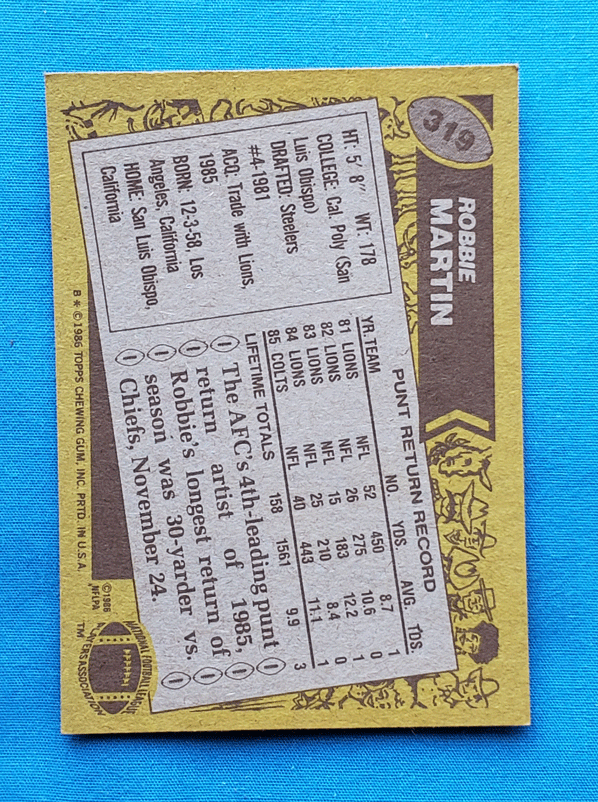 319
ROBBIE
MARTIN
HT: 5' 8" WT: 178
COLLEGE: Cal. Poly (San
Luis Obispo)
DRAFTED: Steelers
#4-1981
ACQ: Trade with Lions,
1985
BORN: 12-3-58, Los
Angeles, California
HOME: San Luis Obispo,
California
PUNT RETURN RECORD
YR. TEAM NO. YDS. AVG. TDS.
81 LIONS NFL 52 450 8.7 1
82 LIONS NFL 26 275 10.6 0
83 LIONS NFL 15 183 12.2 1
84 LIONS NFL 25 210 8.4 0
85 COLTS NFL 40 443 11.1 1
LIFETIME TOTALS 158 1561 9.9 3
The AFC's 4th-leading punt
return artist of 1985,
Robbie's longest return of
season was 30-yarder vs.
Chiefs, November 24.
B * © 1986 TOPPS CHEWING GUM, INC. PRTD. IN U.S.A.
©1986
NFLPA
NATIONAL FOOTBALL LEAGUE
PLAYERS ASSOCIATION
TM